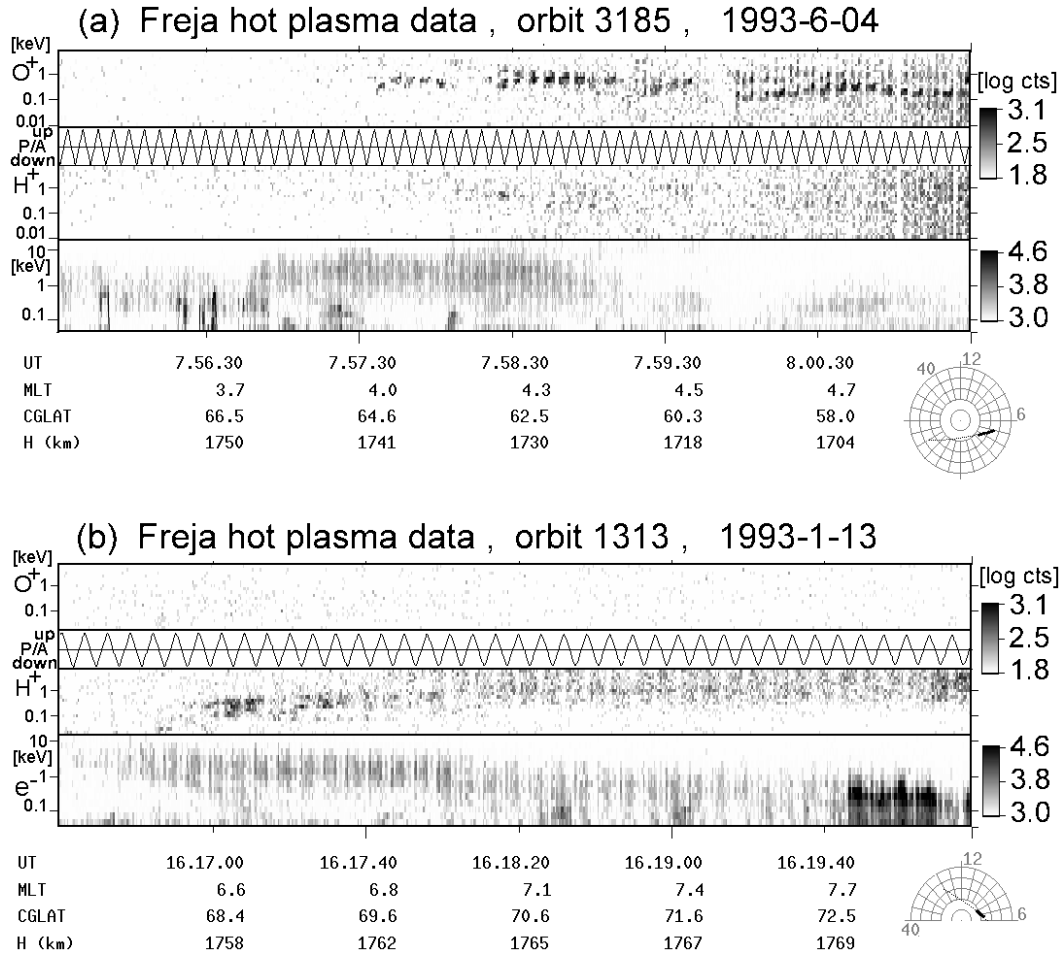 (a) Freja hot plasma data , orbit 3185 , 1993-6-04
[keV]
O+ 1
0.1
0.01
[log cts]
3.1
2.5
1.8
up
P/A
down
H+ 1
0.1
0.01
10
[keV]
1
0.1
4.6
3.8
3.0
UT 7.56.30 7.57.30 7.58.30 7.59.30 8.00.30
MLT 3.7 4.0 4.3 4.5 4.7
CGLAT 66.5 64.6 62.5 60.3 58.0
H (km) 1750 1741 1730 1718 1704
40 12
6
(b) Freja hot plasma data , orbit 1313 , 1993-1-13
[keV]
O+ 1
0.1
[log cts]
3.1
2.5
1.8
up
P/A
down
H+ 1
0.1
10
[keV]
1
e-
0.1
4.6
3.8
3.0
UT 16.17.00 16.17.40 16.18.20 16.19.00 16.19.40
MLT 6.6 6.8 7.1 7.4 7.7
CGLAT 68.4 69.6 70.6 71.6 72.5
H (km) 1758 1762 1765 1767 1769
12
6
40